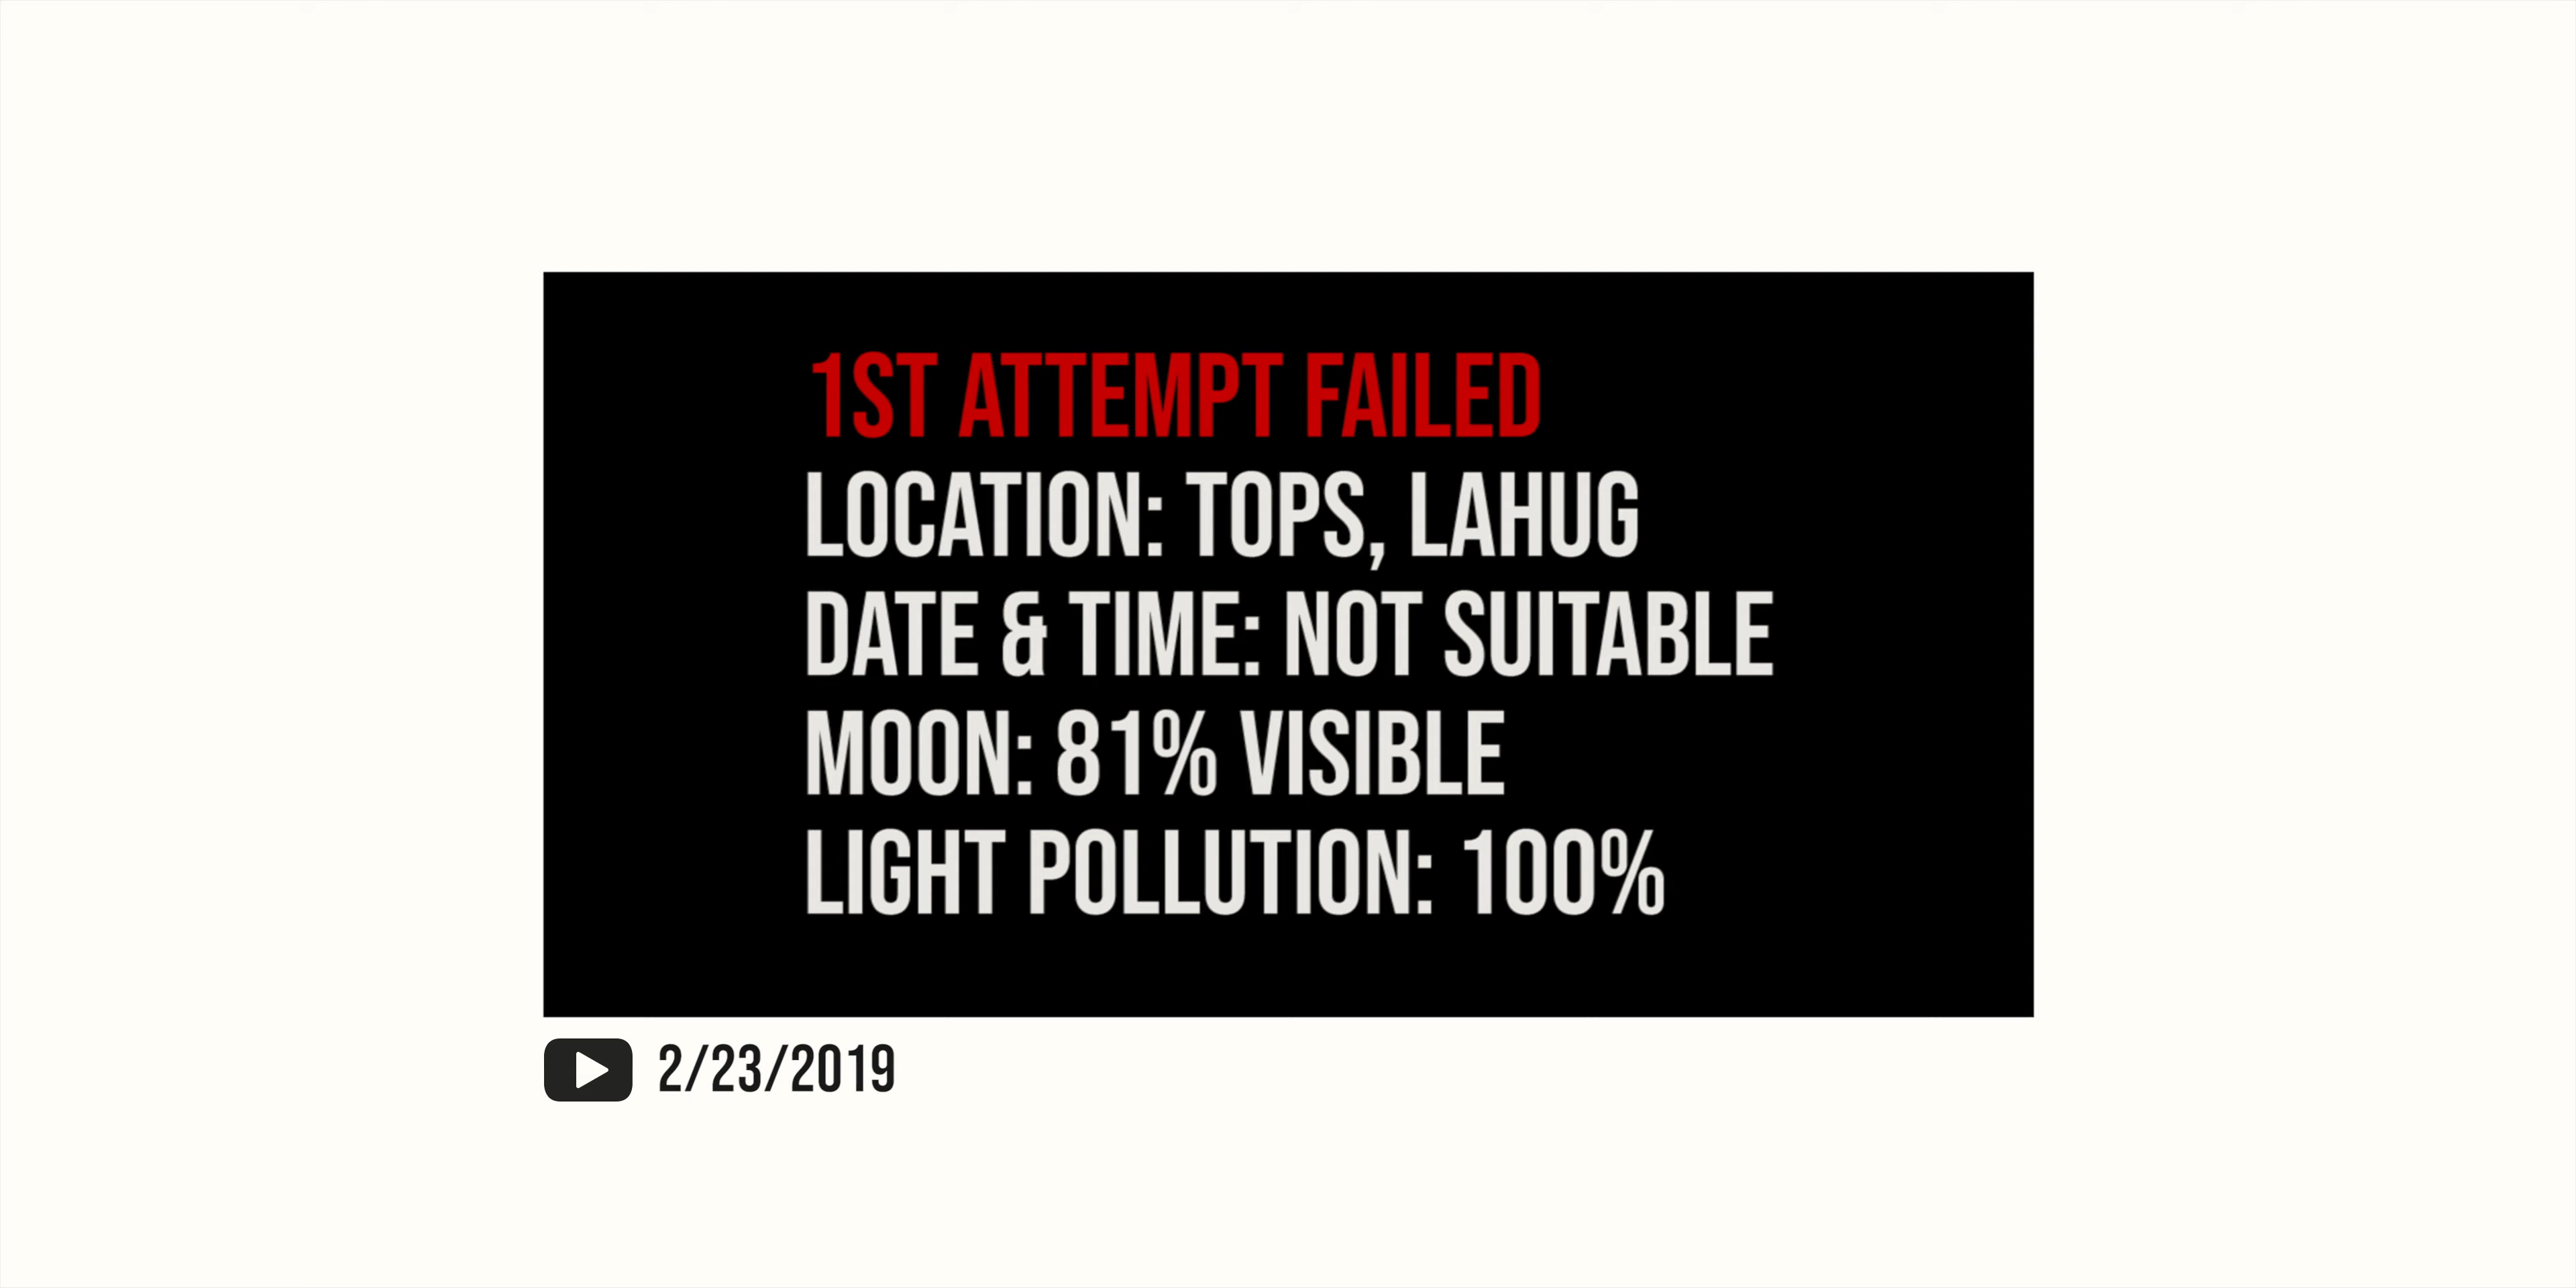 1ST ATTEMPT FAILED
LOCATION: TOPS, LAHUG
DATE & TIME: NOT SUITABLE
MOON: 81% VISIBLE
LIGHT POLLUTION: 100%
2/23/2019